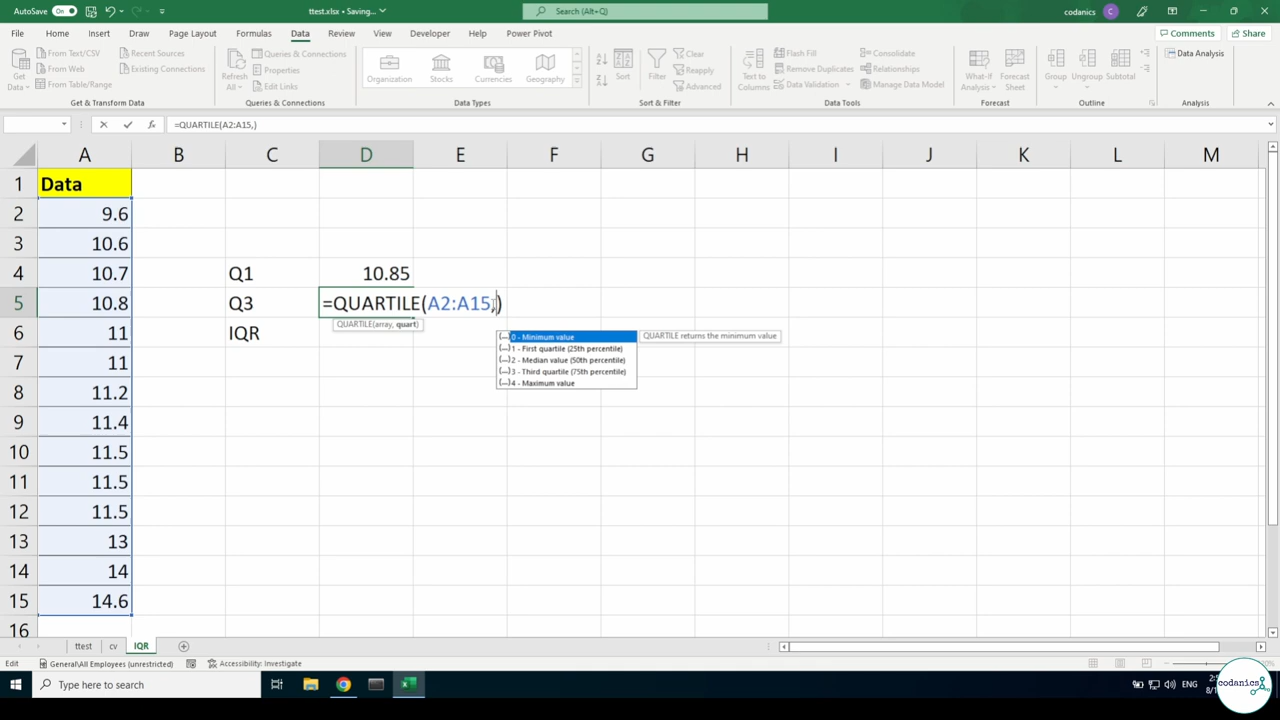 AutoSave On ttest.xlsx • Saving... Search (Alt+Q) codanics C
File Home Insert Draw Page Layout Formulas Data Review View Developer Help Power Pivot Comments Share
Get Data From Text/CSV Recent Sources
From Web Existing Connections
From Table/Range
Get & Transform Data
Refresh All Queries & Connections
Properties
Edit Links
Queries & Connections
Organization Stocks Currencies Geography
Data Types
Sort Filter Clear
Reapply
Advanced
Sort & Filter
Text to Columns Flash Fill Consolidate
Remove Duplicates Relationships
Data Validation Manage Data Model
Data Tools
What-If Analysis Forecast Sheet
Forecast
Group Ungroup Subtotal
Outline
Data Analysis
Analysis
fx =QUARTILE(A2:A15,)
A B C D E F G H I J K L M
1 Data
2 9.6
3 10.6
4 10.7 Q1 10.85
5 10.8 Q3 =QUARTILE(A2:A15,)
QUARTILE(array, quart)
6 11 IQR
(...) 0 - Minimum value QUARTILE returns the minimum value
(...) 1 - First quartile (25th percentile)
(...) 2 - Median value (50th percentile)
(...) 3 - Third quartile (75th percentile)
(...) 4 - Maximum value
7 11
8 11.2
9 11.4
10 11.5
11 11.5
12 11.5
13 13
14 14
15 14.6
16
ttest cv IQR
Edit General\All Employees (unrestricted) Accessibility: Investigate
Type here to search ENG
codanics